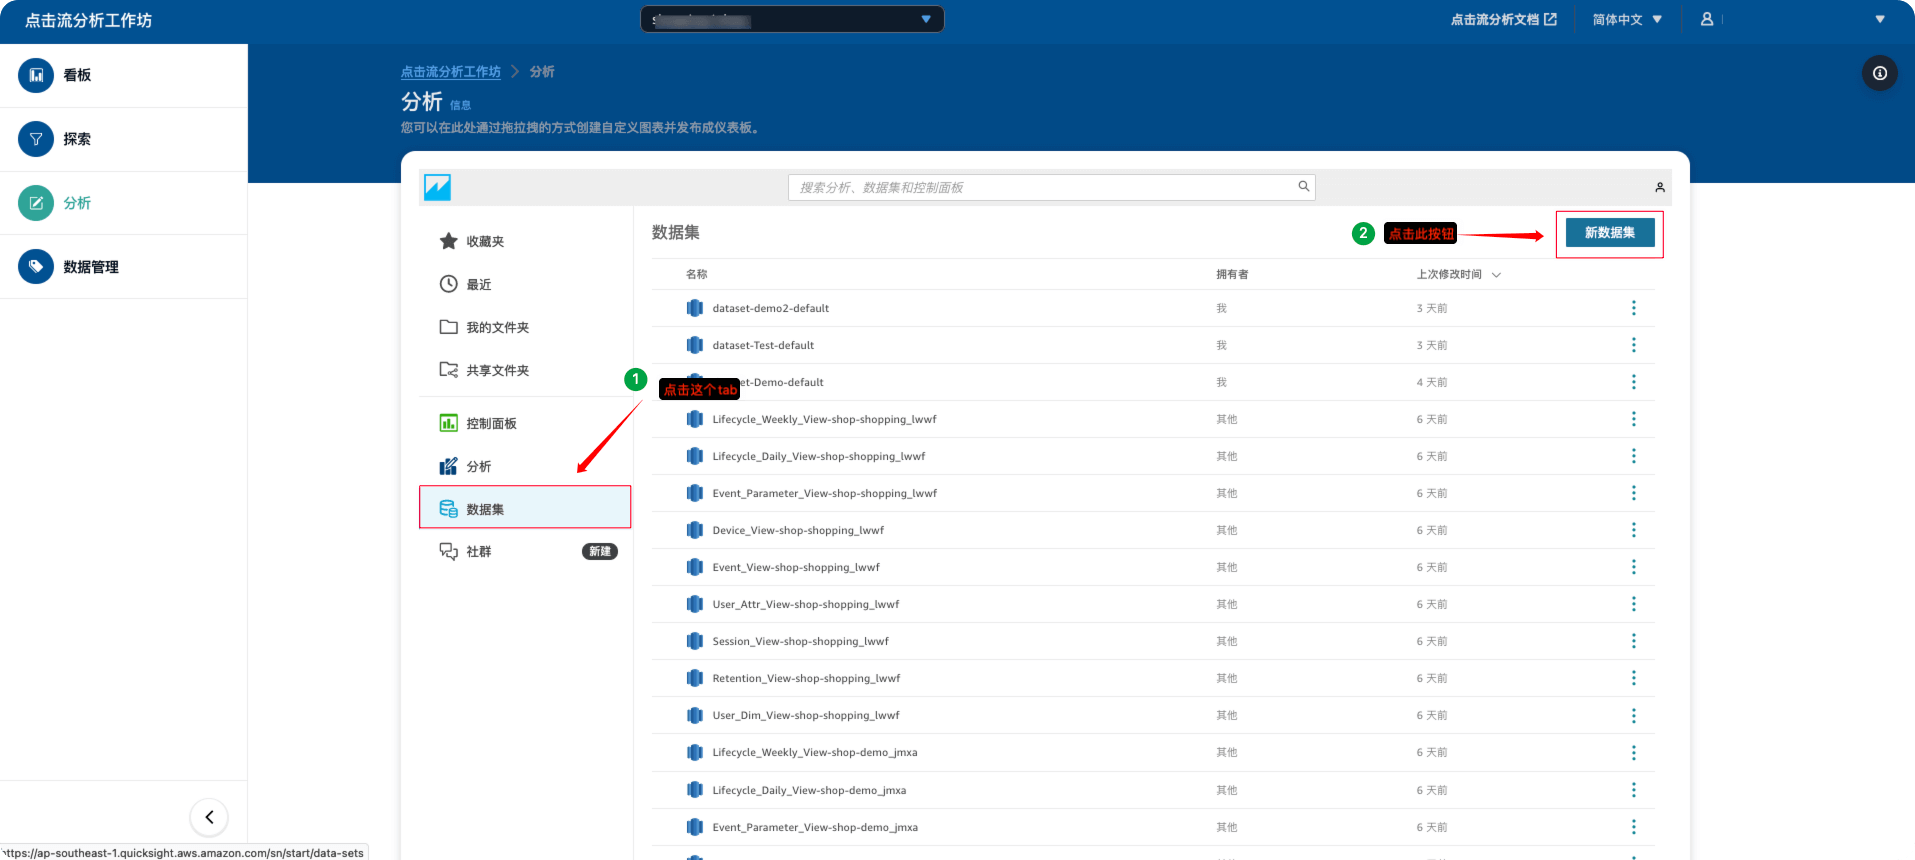 点击流分析工作坊
点击流分析文档
简体中文
看板
探索
分析
数据管理
点击流分析工作坊 > 分析
分析 信息
您可以在此处通过拖拉拽的方式创建自定义图表并发布成仪表板。
搜索分析、数据集和控制面板
收藏夹
最近
我的文件夹
共享文件夹
控制面板
分析
数据集
社群 新建
1 点击这个tab
数据集
2 点击此按钮
新数据集
名称 拥有者 上次修改时间
dataset-demo2-default 我 3 天前
dataset-Test-default 我 3 天前
et-Demo-default 我 4 天前
Lifecycle_Weekly_View-shop-shopping_lwwf 其他 6 天前
Lifecycle_Daily_View-shop-shopping_lwwf 其他 6 天前
Event_Parameter_View-shop-shopping_lwwf 其他 6 天前
Device_View-shop-shopping_lwwf 其他 6 天前
Event_View-shop-shopping_lwwf 其他 6 天前
User_Attr_View-shop-shopping_lwwf 其他 6 天前
Session_View-shop-shopping_lwwf 其他 6 天前
Retention_View-shop-shopping_lwwf 其他 6 天前
User_Dim_View-shop-shopping_lwwf 其他 6 天前
Lifecycle_Weekly_View-shop-demo_jmxa 其他 6 天前
Lifecycle_Daily_View-shop-demo_jmxa 其他 6 天前
Event_Parameter_View-shop-demo_jmxa 其他 6 天前
https://ap-southeast-1.quicksight.aws.amazon.com/sn/start/data-sets